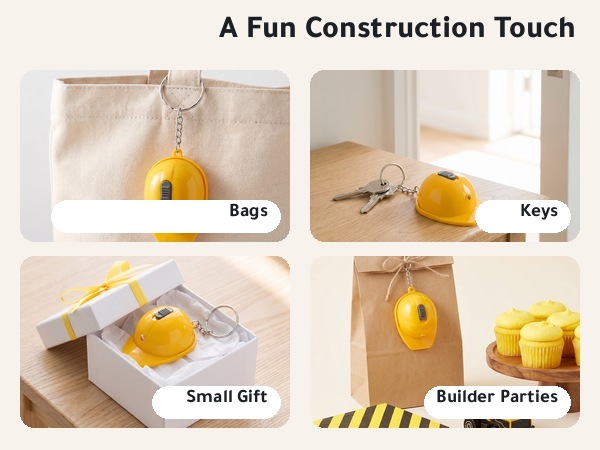 A Fun Construction Touch
Bags
Keys
Small Gift
Builder Parties